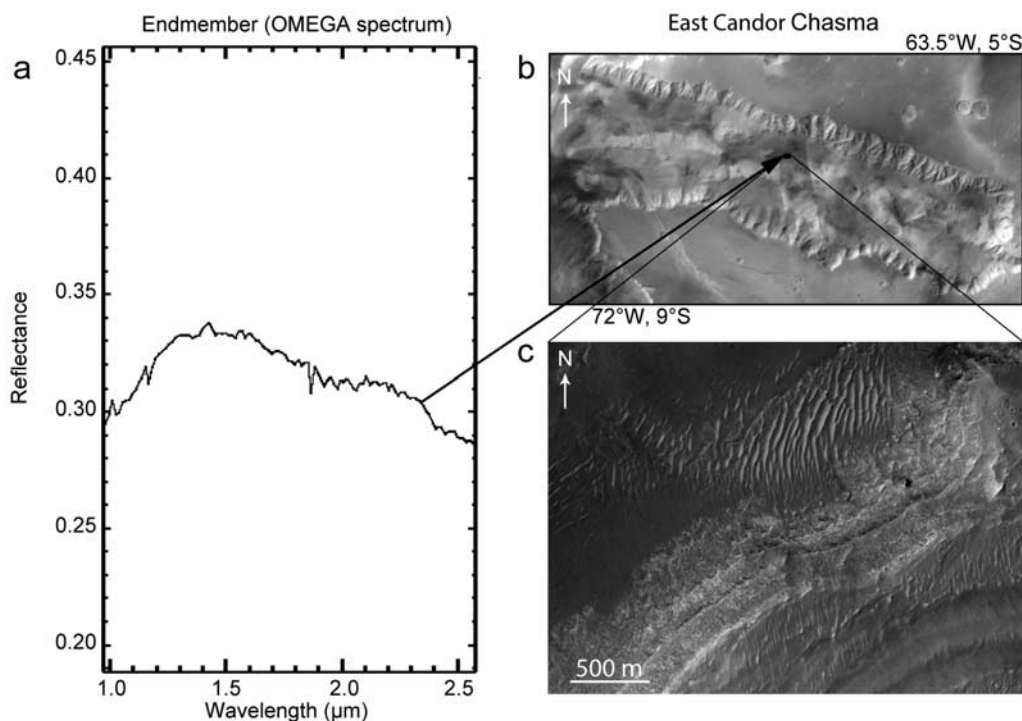 Endmember (OMEGA spectrum)
a
0.45
0.40
0.35
0.30
0.25
0.20
Reflectance
1.0 1.5 2.0 2.5
Wavelength (µm)
East Candor Chasma
63.5°W, 5°S
b
N
72°W, 9°S
c
N
500 m